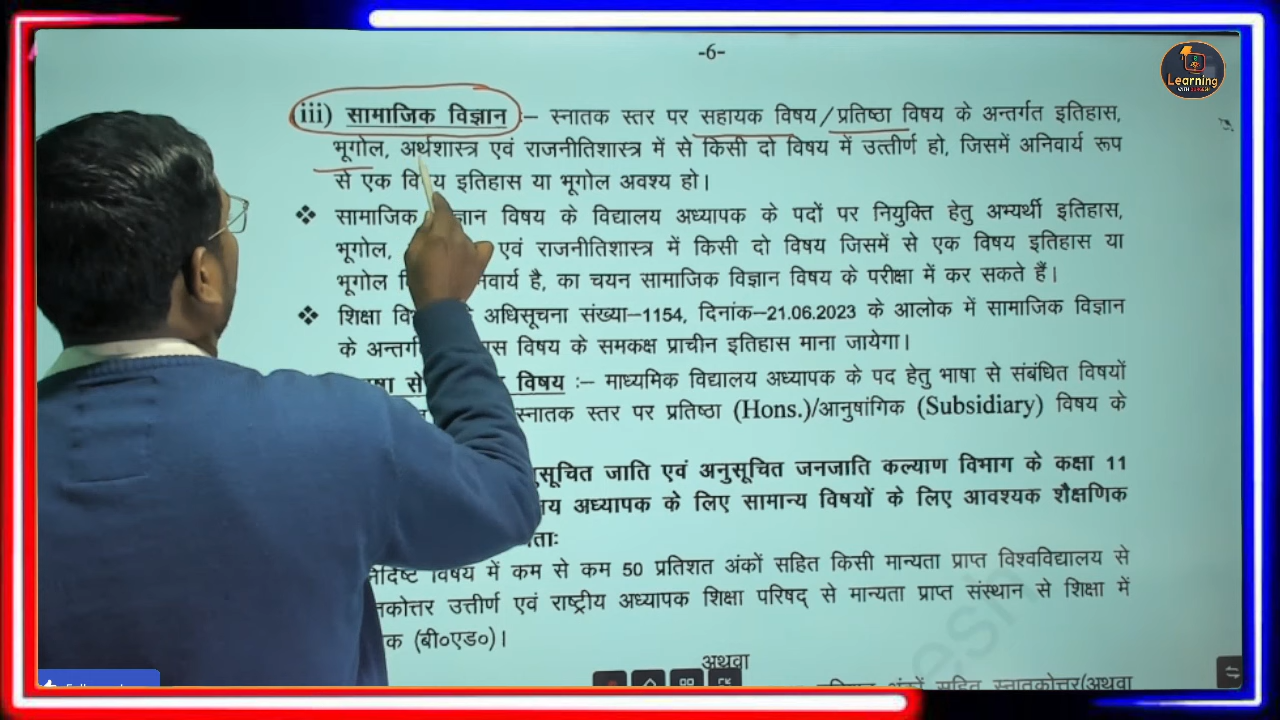 -6-
Learning
iii) सामाजिक विज्ञान :– स्नातक स्तर पर सहायक विषय/प्रतिष्ठा विषय के अन्तर्गत इतिहास,
भूगोल, अर्थशास्त्र एवं राजनीतिशास्त्र में से किसी दो विषय में उत्तीर्ण हो, जिसमें अनिवार्य रूप
से एक इतिहास या भूगोल अवश्य हो।
❖ सामाजिक विषय के विद्यालय अध्यापक के पदों पर नियुक्ति हेतु अभ्यर्थी इतिहास,
भूगोल, एवं राजनीतिशास्त्र में किसी दो विषय जिसमें से एक विषय इतिहास या
भूगोल है, का चयन सामाजिक विज्ञान विषय के परीक्षा में कर सकते हैं।
❖ शिक्षा अधिसूचना संख्या–1154, दिनांक–21.06.2023 के आलोक में सामाजिक विज्ञान
के विषय के समकक्ष प्राचीन इतिहास माना जायेगा।
से विषय :– माध्यमिक विद्यालय अध्यापक के पद हेतु भाषा से संबंधित विषयों
स्नातक स्तर पर प्रतिष्ठा (Hons.)/आनुषांगिक (Subsidiary) विषय के
जाति एवं अनुसूचित जनजाति कल्याण विभाग के कक्षा 11
अध्यापक के लिए सामान्य विषयों के लिए आवश्यक शैक्षणिक
विषय में कम से कम 50 प्रतिशत अंकों सहित किसी मान्यता प्राप्त विश्वविद्यालय से
उत्तीर्ण एवं राष्ट्रीय अध्यापक शिक्षा परिषद् से मान्यता प्राप्त संस्थान से शिक्षा में
(बी०एड०)।
अथवा